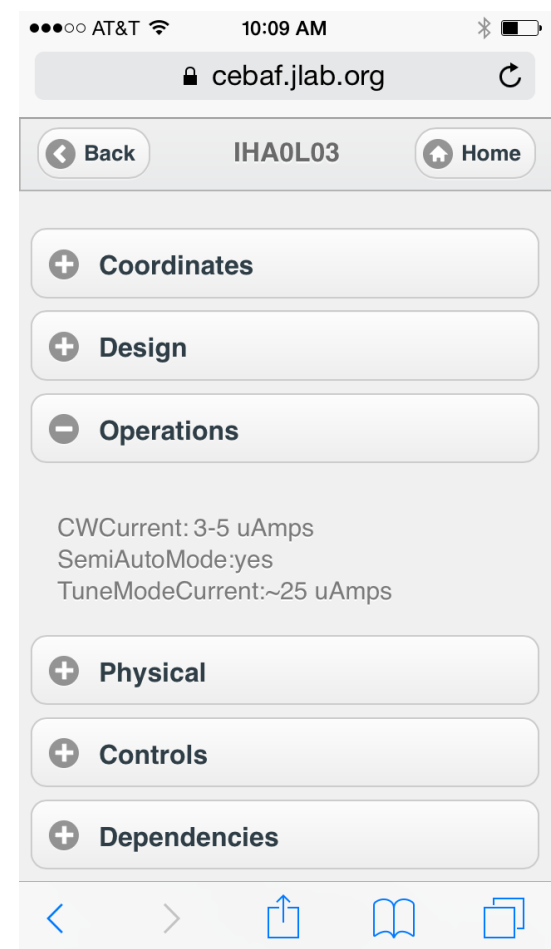 AT&T 10:09 AM
cebaf.jlab.org
Back IHA0L03 Home
Coordinates
Design
Operations
CWCurrent: 3-5 uAmps
SemiAutoMode:yes
TuneModeCurrent:~25 uAmps
Physical
Controls
Dependencies